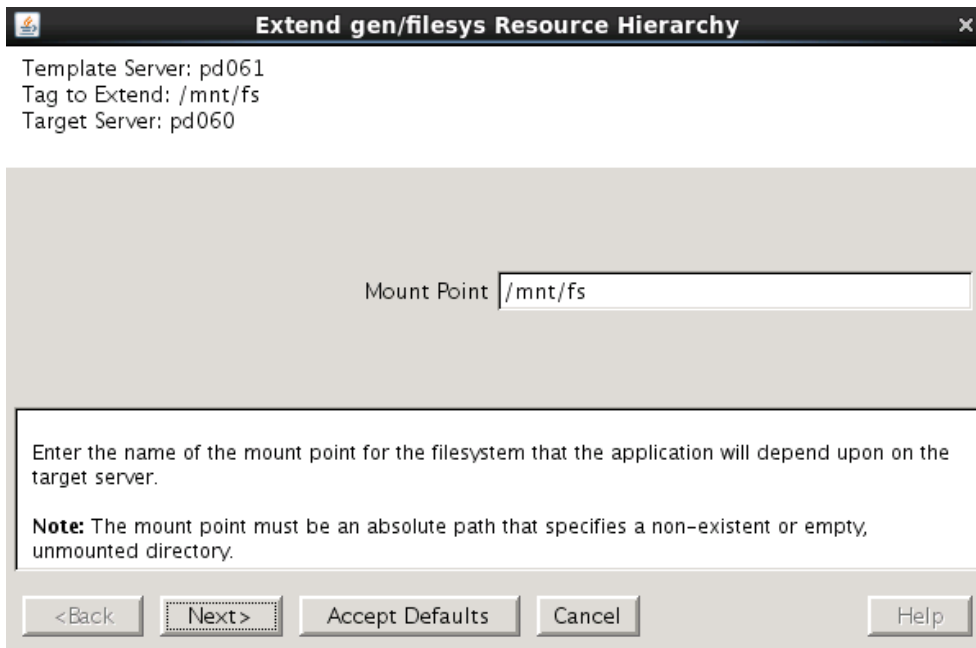 Extend gen/filesys Resource Hierarchy
Template Server: pd061
Tag to Extend: /mnt/fs
Target Server: pd060
Mount Point /mnt/fs
Enter the name of the mount point for the filesystem that the application will depend upon on the
target server.
Note: The mount point must be an absolute path that specifies a non-existent or empty,
unmounted directory.
<Back Next> Accept Defaults Cancel Help